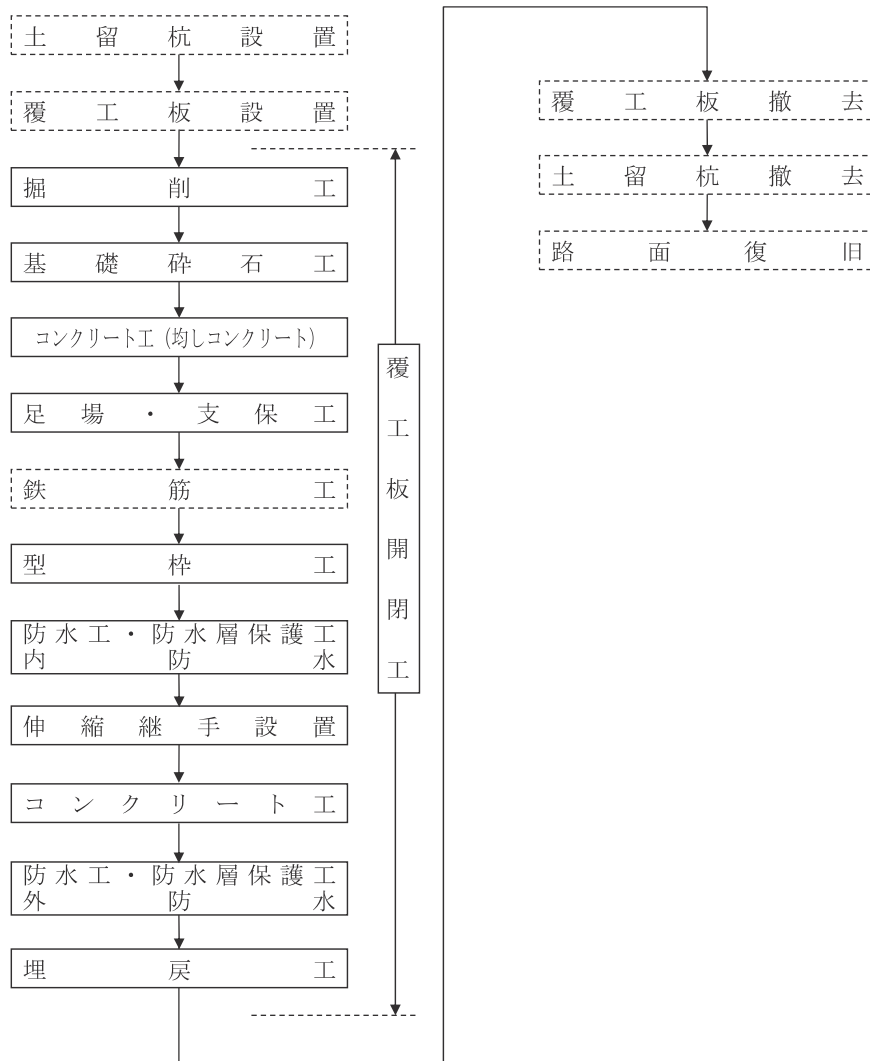 土留杭設置
覆工板設置
掘削工
基礎砕石工
コンクリート工(均しコンクリート)
足場・支保工
鉄筋工
型枠工
防水工・防水層保護工
内防水
伸縮継手設置
コンクリート工
防水工・防水層保護工
外防水
埋戻工
覆工板開閉工
覆工板撤去
土留杭撤去
路面復旧